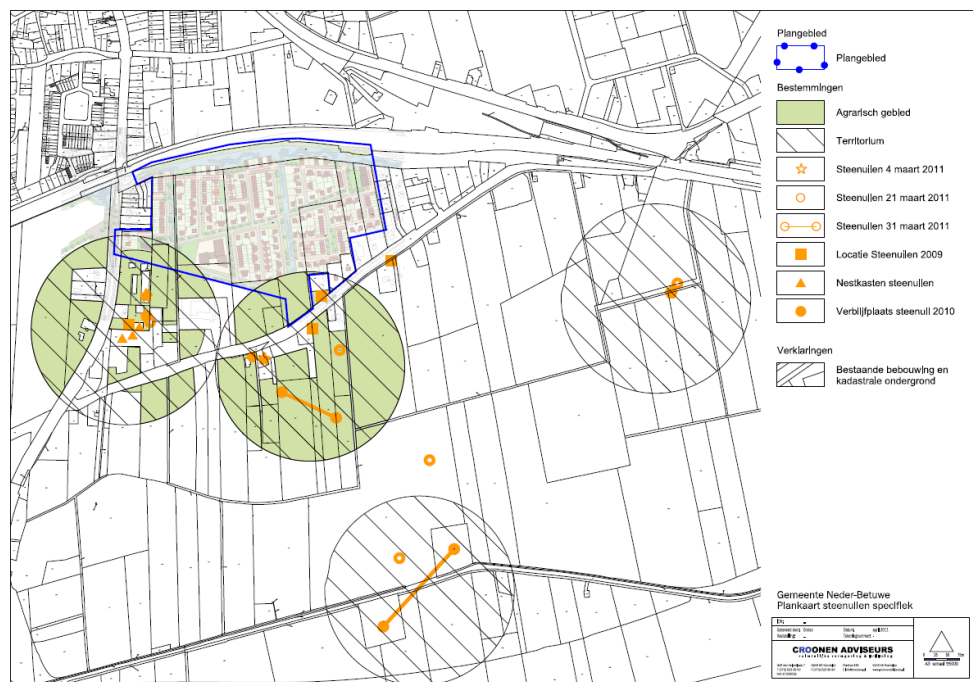 Plangebied
Plangebied
Bestemmingen
Agrarisch gebied
Territorium
Steenuilen 4 maart 2011
Steenuilen 21 maart 2011
Steenuilen 31 maart 2011
Locatie Steenuilen 2009
Nestkasten steenuilen
Verblijfplaats steenuil 2010
Verklaringen
Bestaande bebouwing en
kadastrale ondergrond
Gemeente Neder-Betuwe
Plankaart steenuilen specifiek
CROONEN ADVISEURS